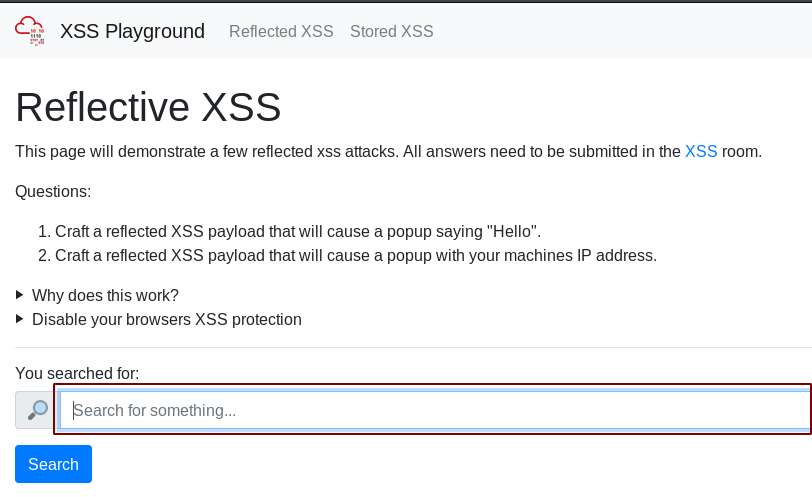 XSS Playground Reflected XSS Stored XSS
Reflective XSS
This page will demonstrate a few reflected xss attacks. All answers need to be submitted in the XSS room.
Questions:
1. Craft a reflected XSS payload that will cause a popup saying "Hello".
2. Craft a reflected XSS payload that will cause a popup with your machines IP address.
Why does this work?
Disable your browsers XSS protection
You searched for:
Search for something...
Search